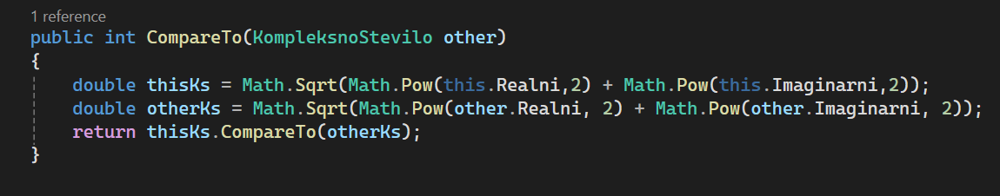 1 reference
public int CompareTo(KompleksnoStevilo other)
{
    double thisKs = Math.Sqrt(Math.Pow(this.Realni,2) + Math.Pow(this.Imaginarni,2));
    double otherKs = Math.Sqrt(Math.Pow(other.Realni, 2) + Math.Pow(other.Imaginarni, 2));
    return thisKs.CompareTo(otherKs);
}